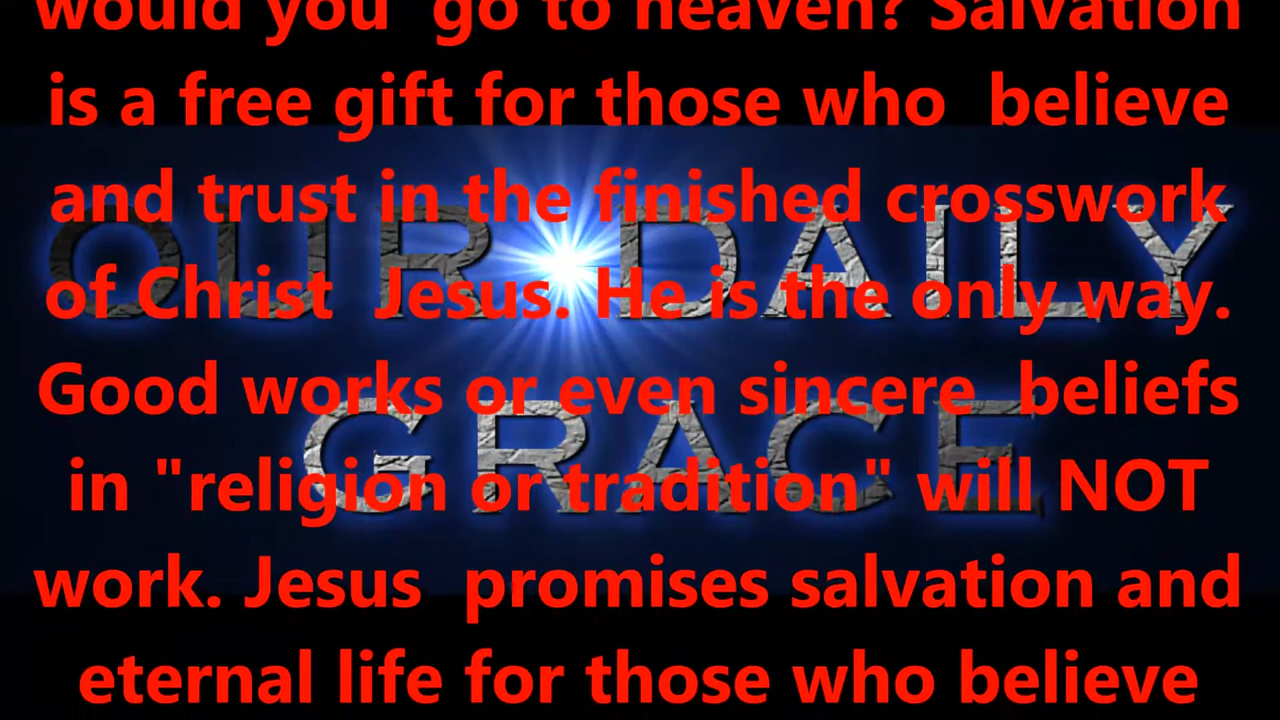 would you go to heaven? Salvation
is a free gift for those who believe
and trust in the finished crosswork
of Christ Jesus. He is the only way.
Good works or even sincere beliefs
in "religion or tradition" will NOT
work. Jesus promises salvation and
eternal life for those who believe
OUR DAILY
GRACE